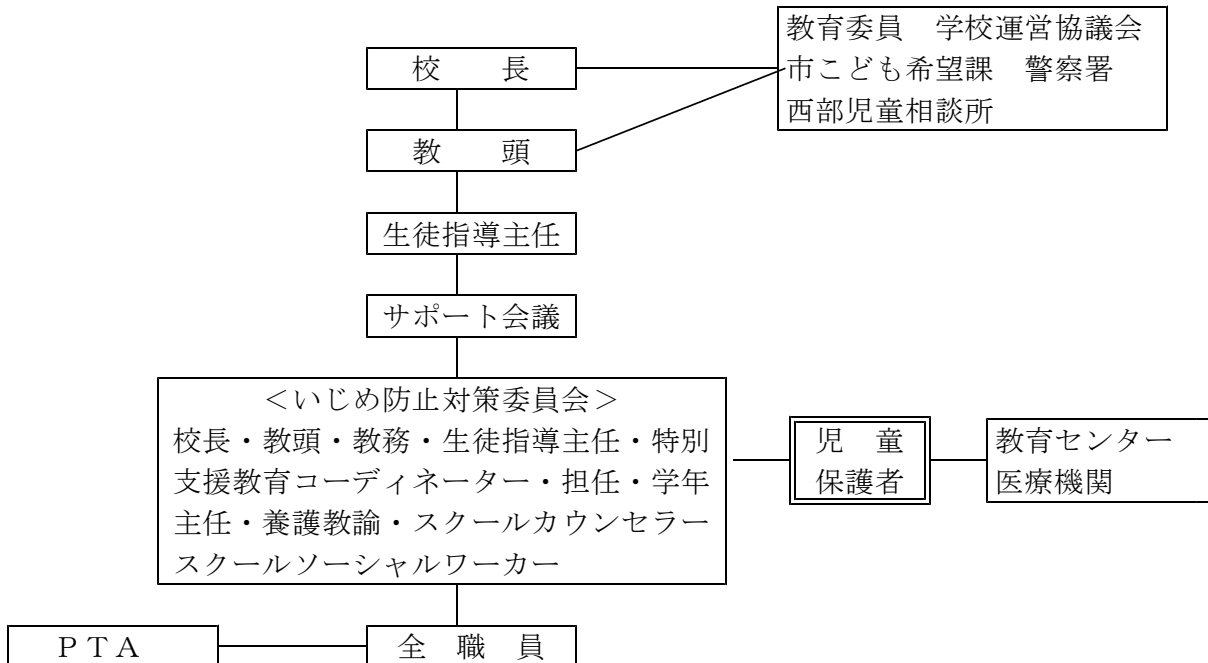 教育委員　学校運営協議会
市こども希望課　警察署
西部児童相談所
校　　長
教　　頭
生徒指導主任
サポート会議
＜いじめ防止対策委員会＞
校長・教頭・教務・生徒指導主任・特別
支援教育コーディネーター・担任・学年
主任・養護教諭・スクールカウンセラー
スクールソーシャルワーカー
児　童
保護者
教育センター
医療機関
ＰＴＡ
全　職　員